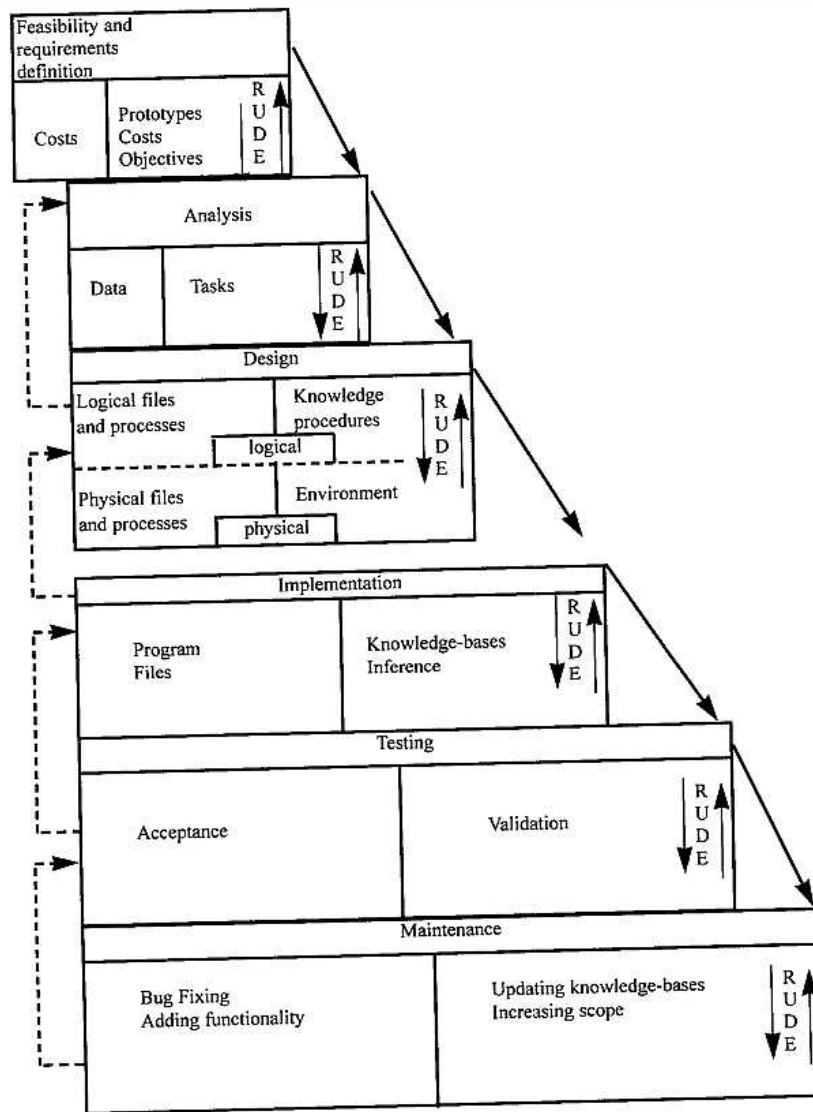 Feasibility and
requirements
definition
Costs
Prototypes
Costs
Objectives
R
U
D
E
Analysis
Data
Tasks
R
U
D
E
Design
Logical files
and processes
Knowledge
procedures
logical
R
U
D
E
Physical files
and processes
Environment
physical
Implementation
Program
Files
Knowledge-bases
Inference
R
U
D
E
Testing
Acceptance
Validation
R
U
D
E
Maintenance
Bug Fixing
Adding functionality
Updating knowledge-bases
Increasing scope
R
U
D
E